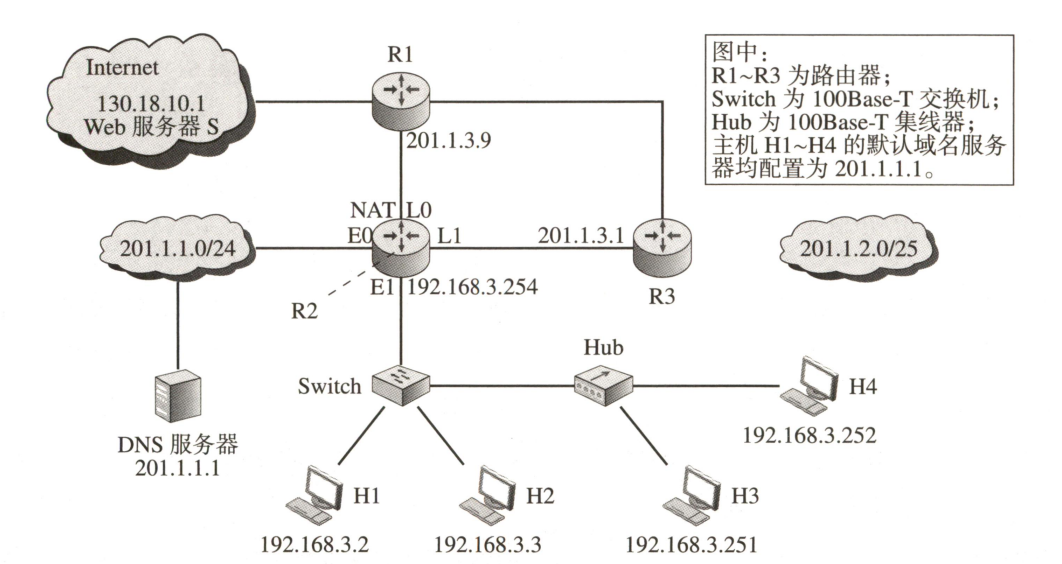 R1
Internet
130.18.10.1
Web 服务器 S
图中：
R1~R3 为路由器；
Switch 为 100Base-T 交换机；
Hub 为 100Base-T 集线器；
主机 H1~H4 的默认域名服务
器均配置为 201.1.1.1。
201.1.3.9
NAT L0
E0
L1
201.1.3.1
201.1.1.0/24
201.1.2.0/25
E1
192.168.3.254
R2
R3
Hub
Switch
H4
DNS 服务器
201.1.1.1
192.168.3.252
H1
H2
H3
192.168.3.2
192.168.3.3
192.168.3.251